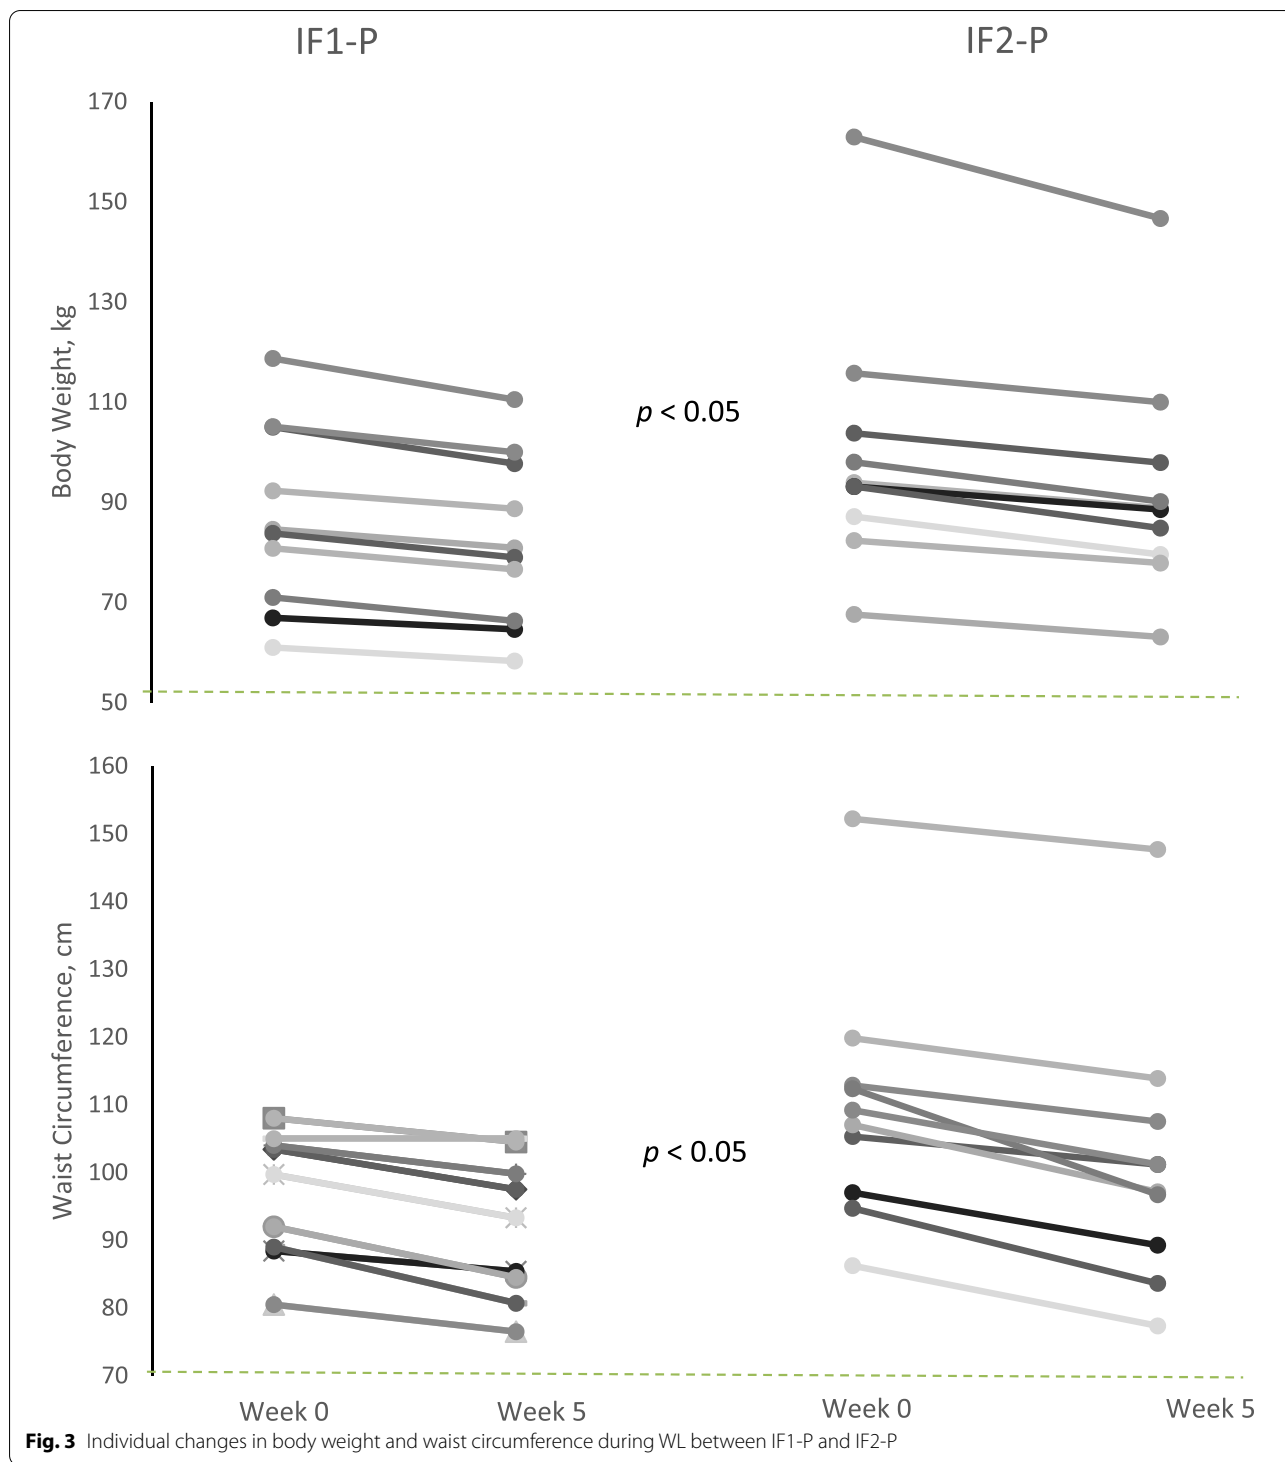 IF1-P
IF2-P
170
150
130
110
90
70
50
Body Weight, kg
p < 0.05
160
150
140
130
120
110
100
90
80
70
Waist Circumference, cm
p < 0.05
Week 0
Week 5
Week 0
Week 5
Fig. 3 Individual changes in body weight and waist circumference during WL between IF1-P and IF2-P